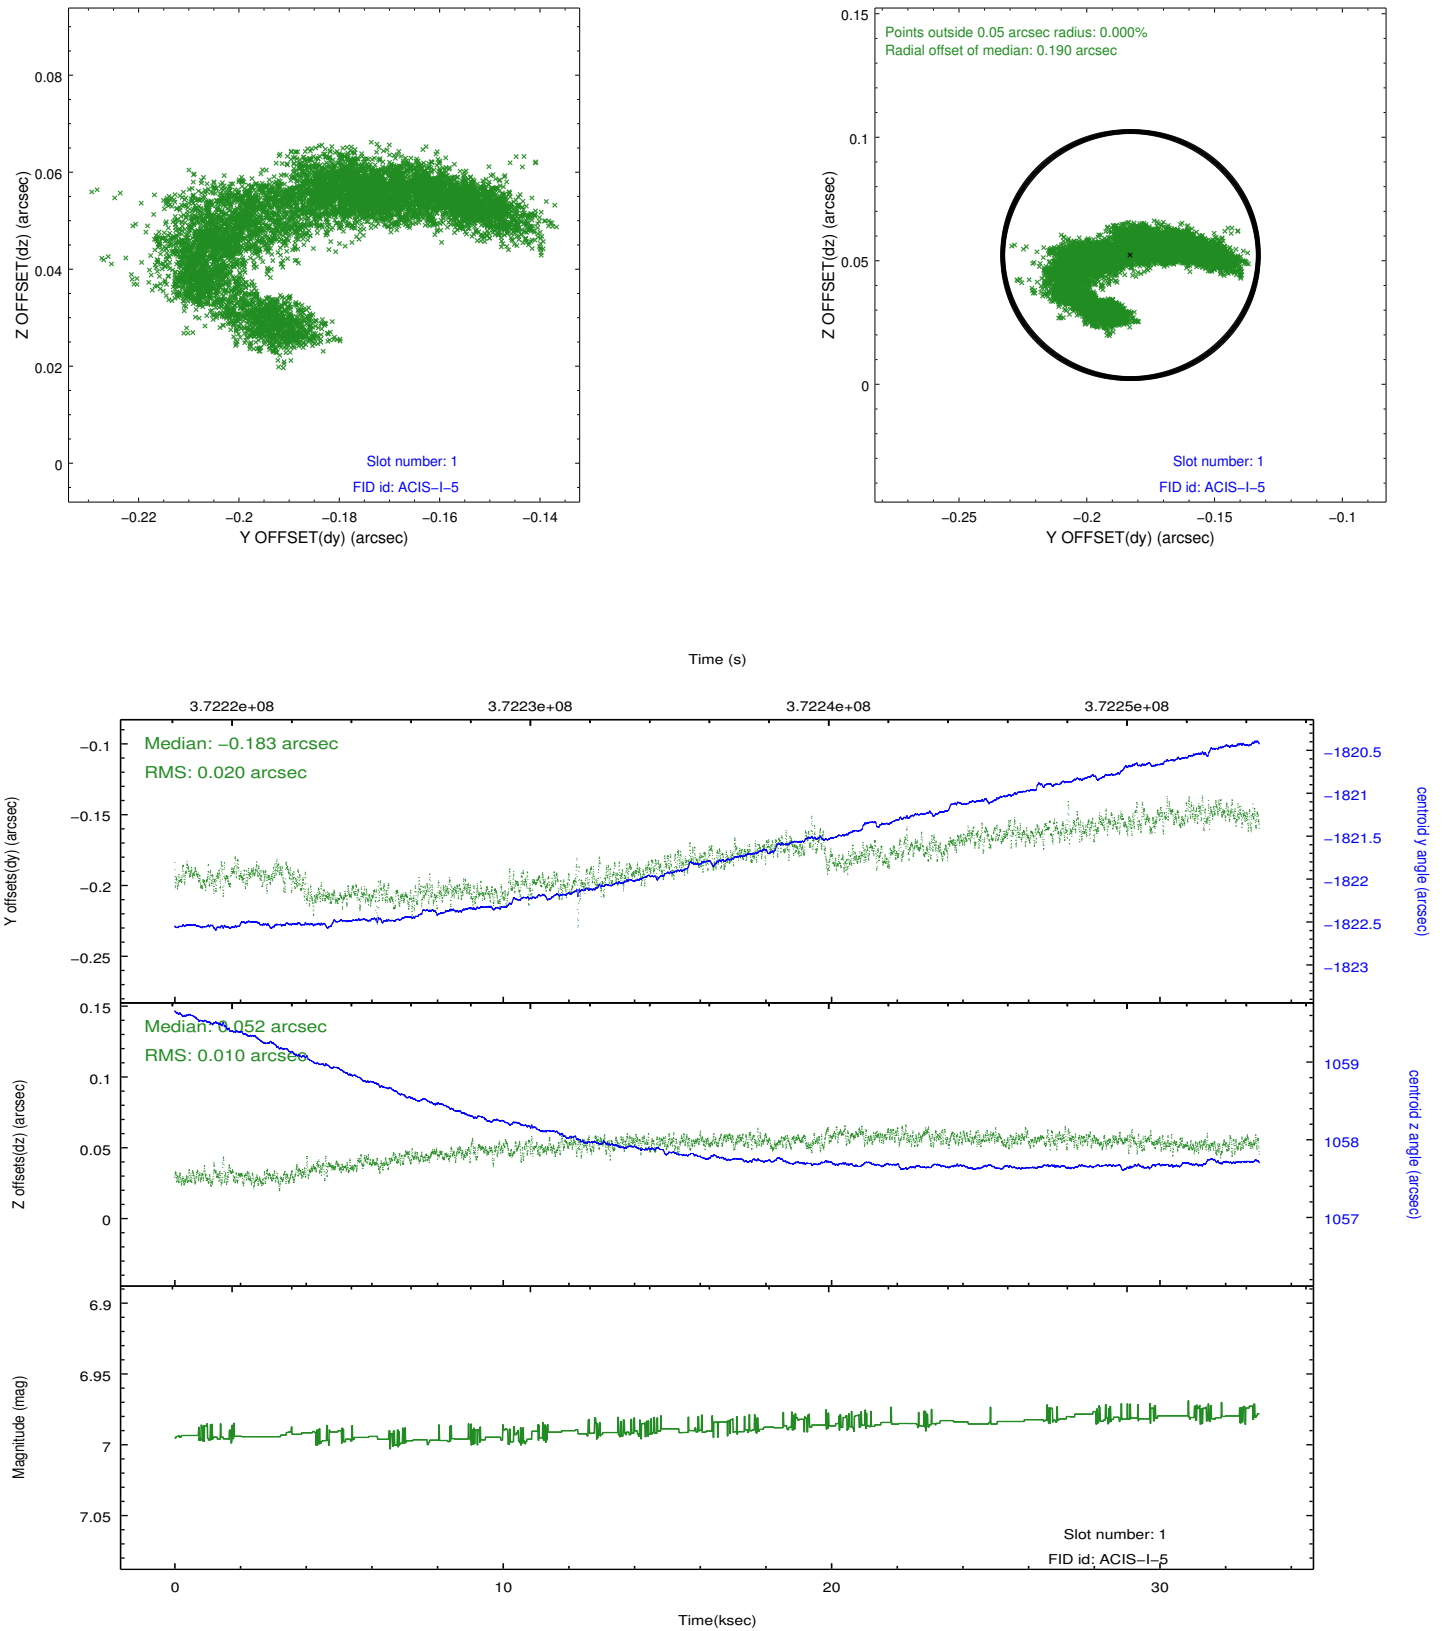 0.08
0.06
0.04
0.02
0
Z OFFSET(dz) (arcsec)
Slot number: 1
FID id: ACIS−I−5
−0.22 −0.2 −0.18 −0.16 −0.14
Y OFFSET(dy) (arcsec)
0.15
0.1
0.05
0
Z OFFSET(dz) (arcsec)
Points outside 0.05 arcsec radius: 0.000%
Radial offset of median: 0.190 arcsec
Slot number: 1
FID id: ACIS−I−5
−0.25 −0.2 −0.15 −0.1
Y OFFSET(dy) (arcsec)
Time (s)
3.7222e+08 3.7223e+08 3.7224e+08 3.7225e+08
Median: −0.183 arcsec
RMS: 0.020 arcsec
−0.1
−0.15
−0.2
−0.25
Y offsets(dy) (arcsec)
−1820.5
−1821
−1821.5
−1822
−1822.5
−1823
centroid y angle (arcsec)
Median: 0.052 arcsec
RMS: 0.010 arcsec
0.15
0.1
0.05
0
Z offsets(dz) (arcsec)
1059
1058
1057
centroid z angle (arcsec)
6.9
6.95
7
7.05
Magnitude (mag)
Slot number: 1
FID id: ACIS−I−5
0 10 20 30
Time(ksec)